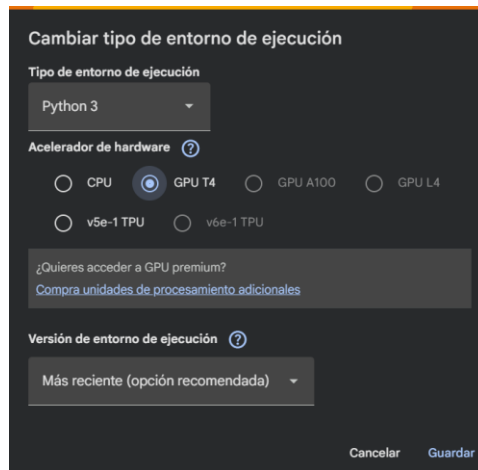 Cambiar tipo de entorno de ejecución
Tipo de entorno de ejecución
Python 3
Acelerador de hardware ?
CPU GPU T4 GPU A100 GPU L4
v5e-1 TPU v6e-1 TPU
¿Quieres acceder a GPU premium?
Compra unidades de procesamiento adicionales
Versión de entorno de ejecución ?
Más reciente (opción recomendada)
Cancelar Guardar